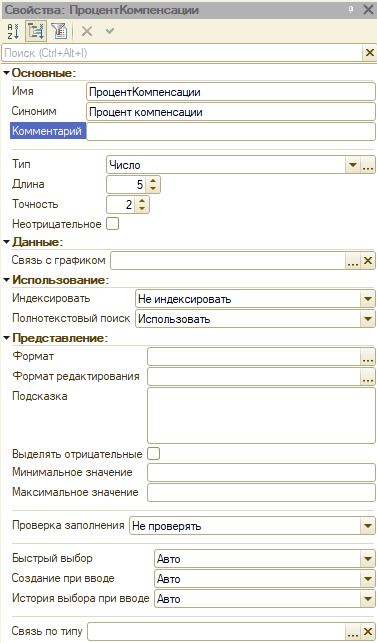 Свойства: ПроцентКомпенсации
Поиск (Ctrl+Alt+I)
Основные:
Имя ПроцентКомпенсации
Синоним Процент компенсации
Комментарий
Тип Число
Длина 5
Точность 2
Неотрицательное
Данные:
Связь с графиком
Использование:
Индексировать Не индексировать
Полнотекстовый поиск Использовать
Представление:
Формат
Формат редактирования
Подсказка
Выделять отрицательные
Минимальное значение
Максимальное значение
Проверка заполнения Не проверять
Быстрый выбор Авто
Создание при вводе Авто
История выбора при вводе Авто
Связь по типу